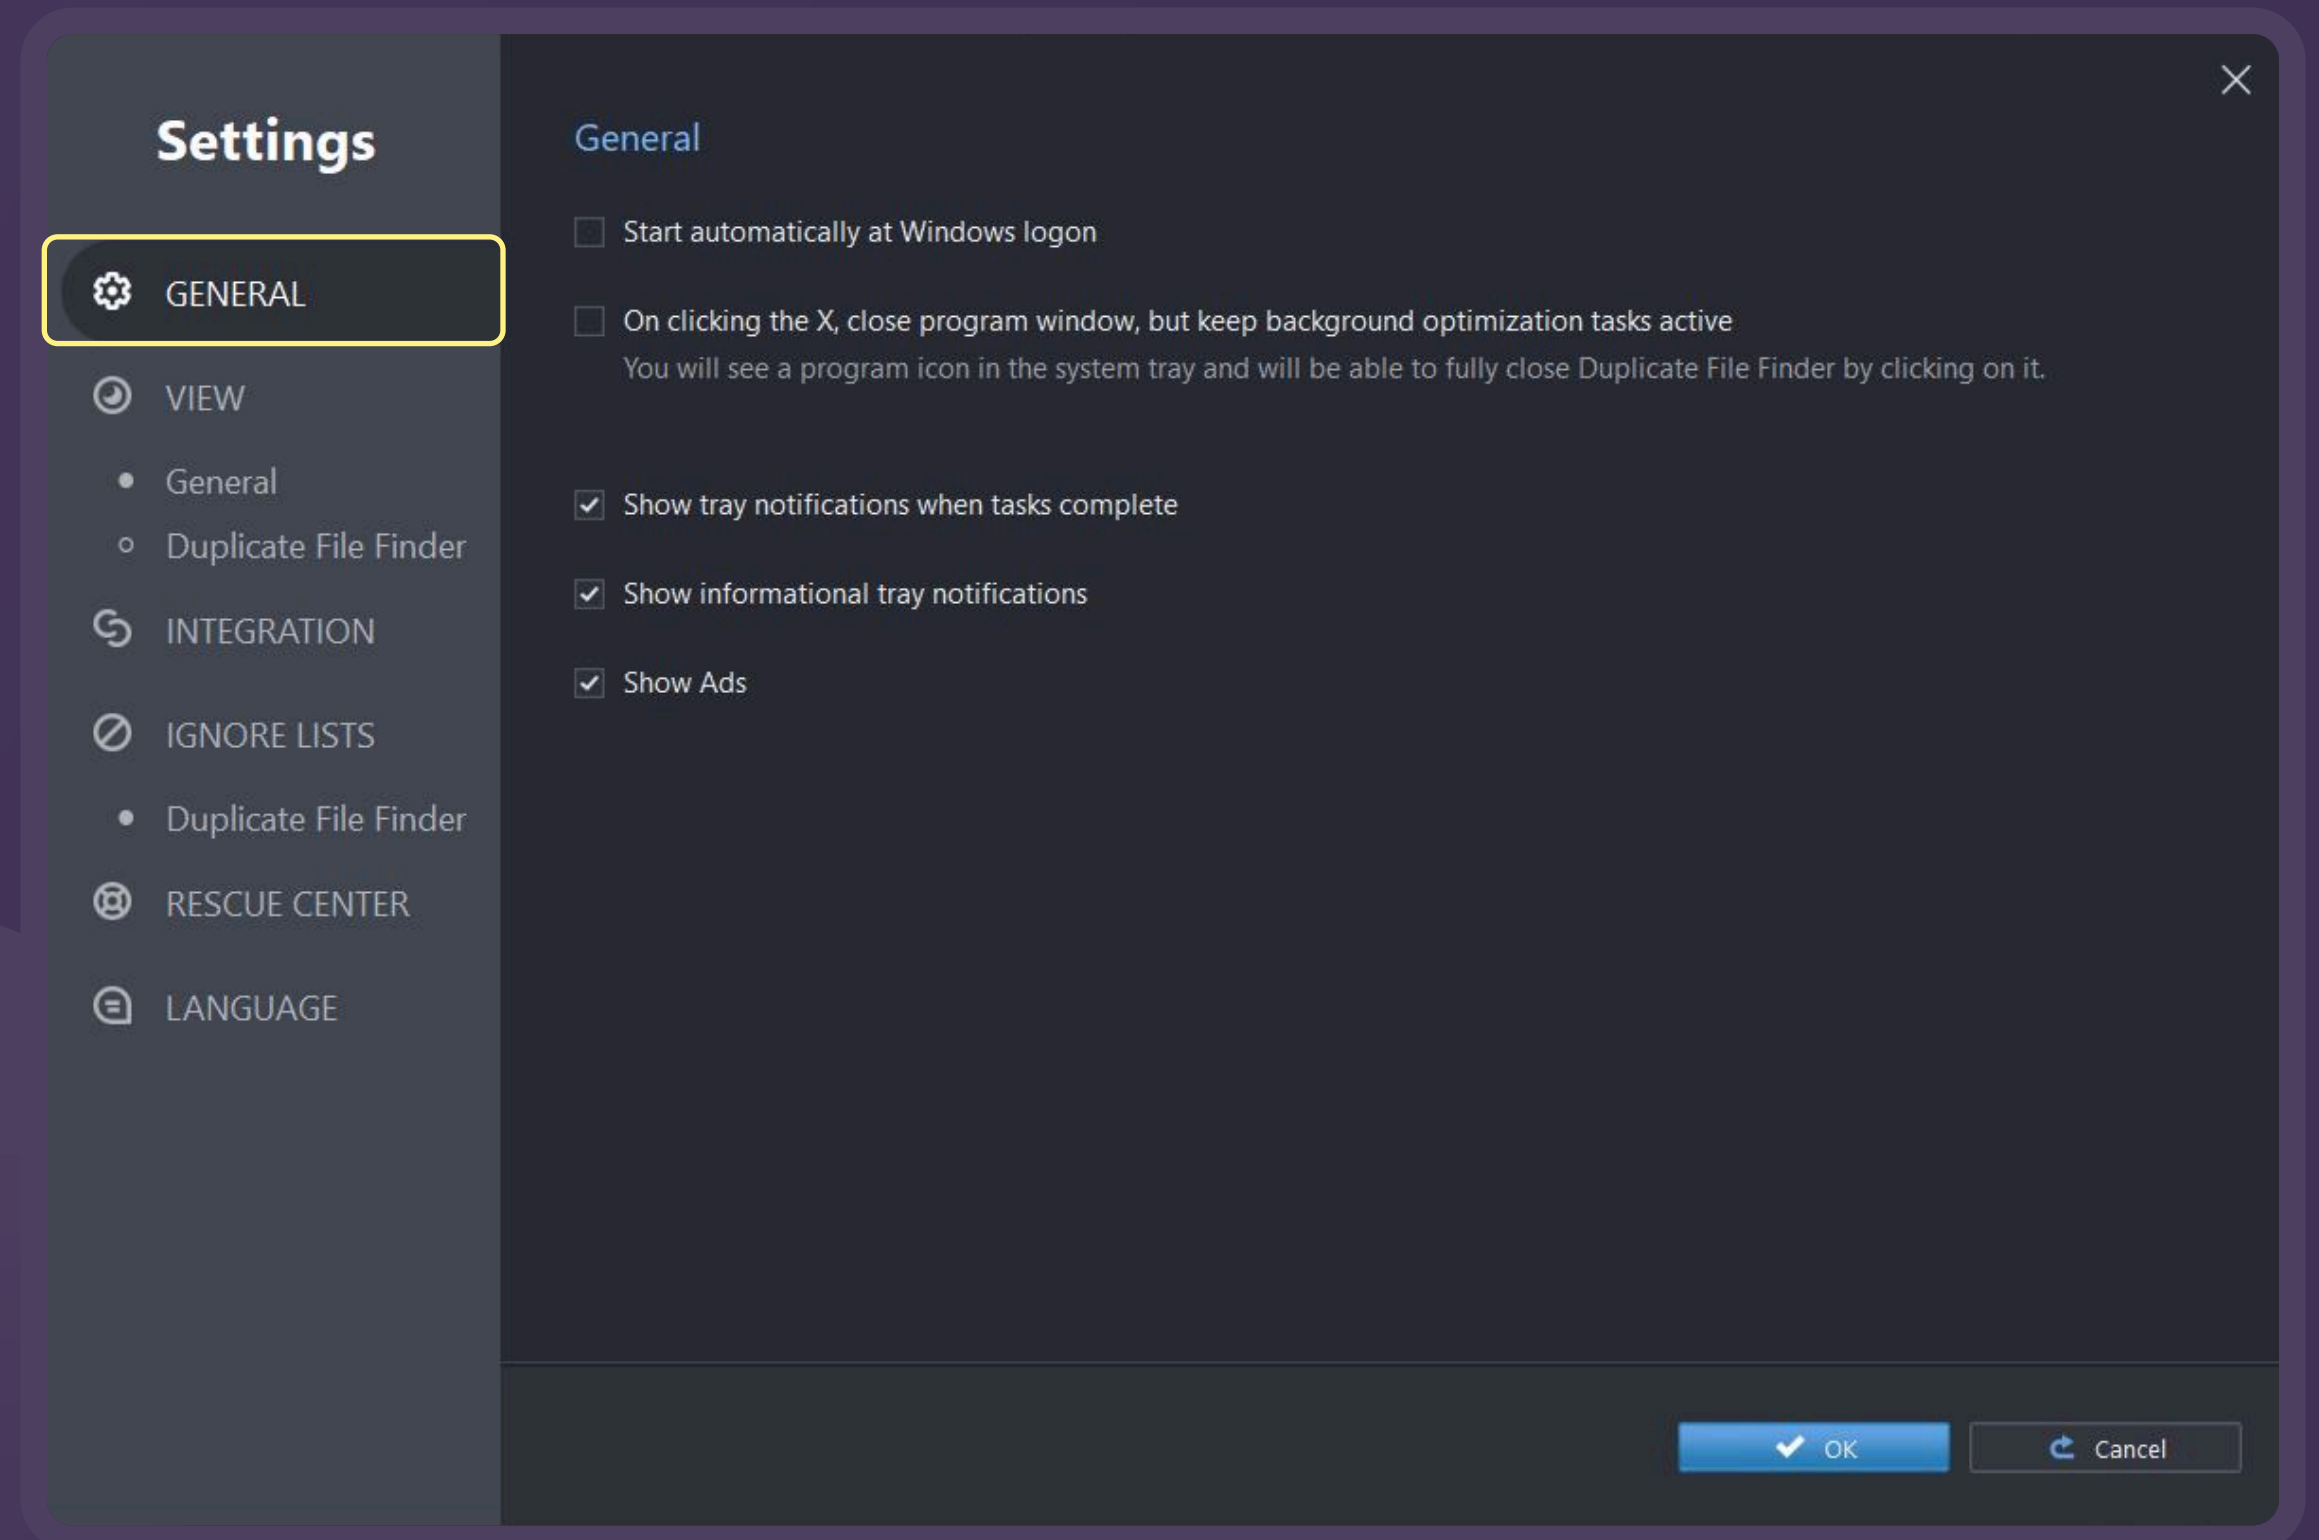 Settings
GENERAL
VIEW
General
Duplicate File Finder
INTEGRATION
IGNORE LISTS
Duplicate File Finder
RESCUE CENTER
LANGUAGE
General
Start automatically at Windows logon
On clicking the X, close program window, but keep background optimization tasks active
You will see a program icon in the system tray and will be able to fully close Duplicate File Finder by clicking on it.
Show tray notifications when tasks complete
Show informational tray notifications
Show Ads
OK
Cancel